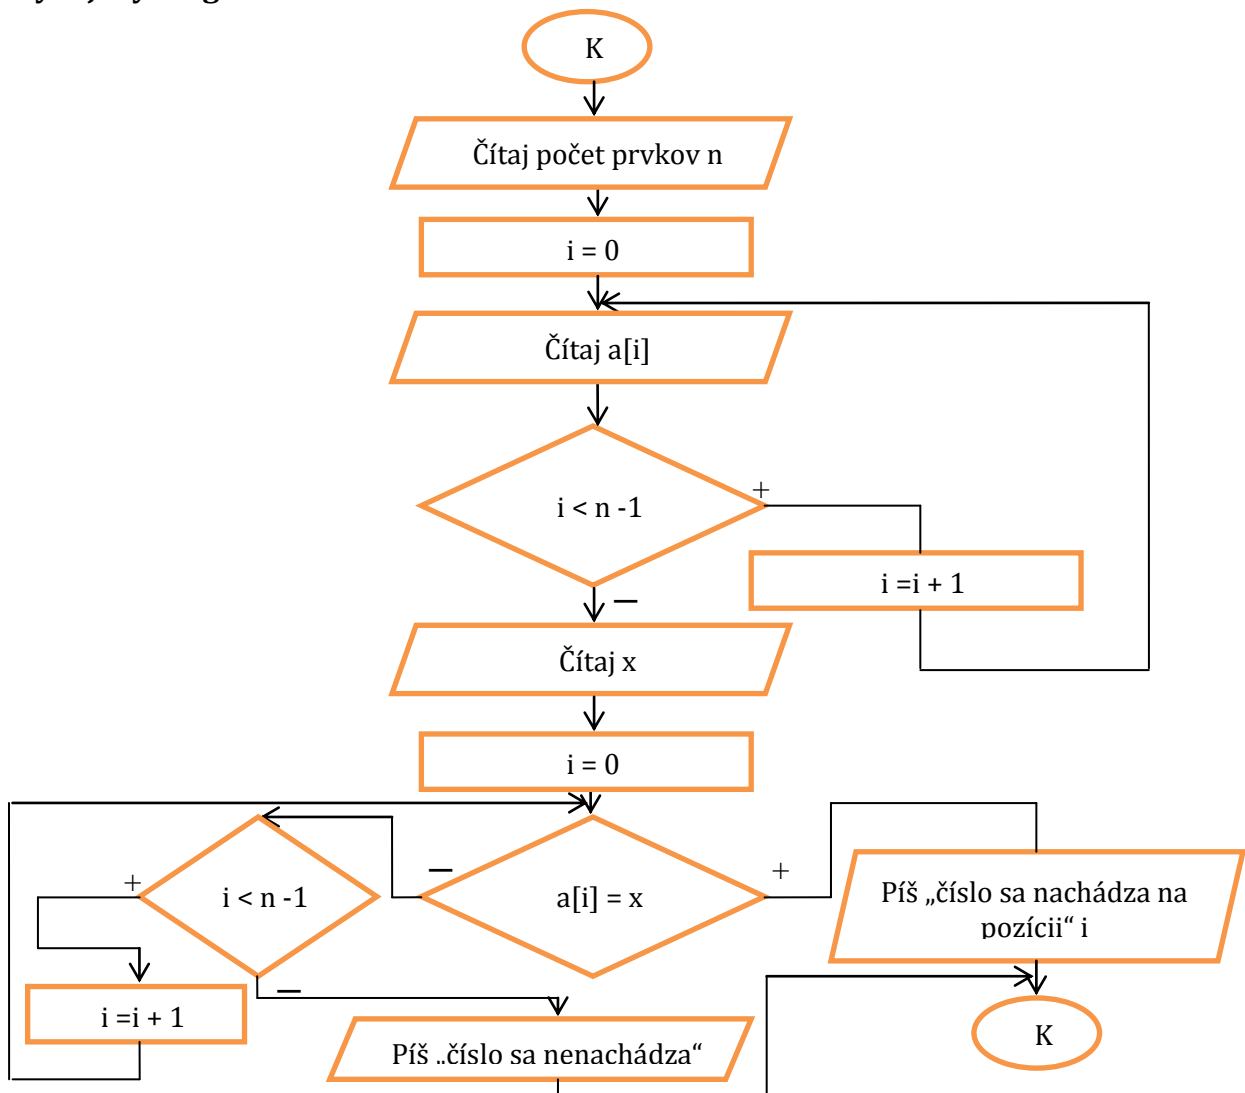 K
Čítaj počet prvkov n
i = 0
Čítaj a[i]
i < n -1
+
i =i + 1
–
Čítaj x
i = 0
a[i] = x
–
+
i < n -1
+
–
i =i + 1
Píš „číslo sa nachádza na
pozícii“ i
Píš „číslo sa nenachádza“
K